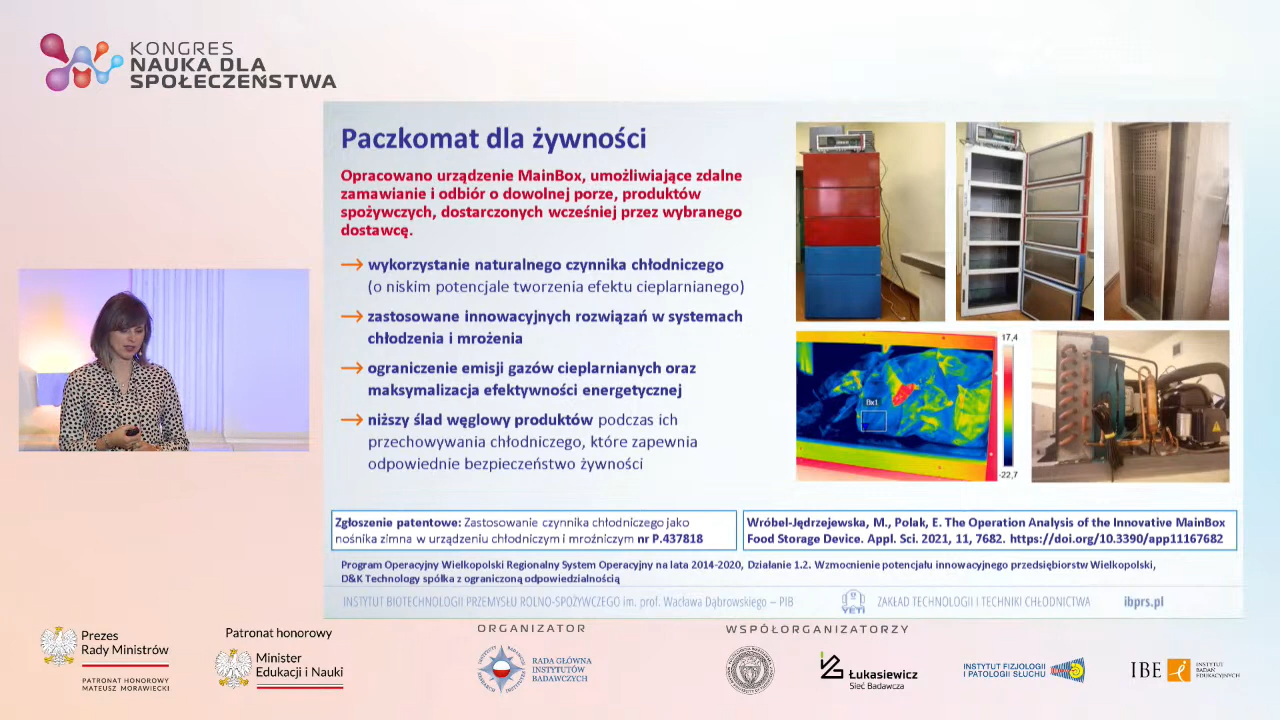 KONGRES
NAUKA DLA
SPOŁECZEŃSTWA
Paczkomat dla żywności
Opracowano urządzenie MainBox, umożliwiające zdalne
zamawianie i odbiór o dowolnej porze, produktów
spożywczych, dostarczonych wcześniej przez wybranego
dostawcę.
wykorzystanie naturalnego czynnika chłodniczego
(o niskim potencjale tworzenia efektu cieplarnianego)
zastosowane innowacyjnych rozwiązań w systemach
chłodzenia i mrożenia
ograniczenie emisji gazów cieplarnianych oraz
maksymalizacja efektywności energetycznej
niższy ślad węglowy produktów podczas ich
przechowywania chłodniczego, które zapewnia
odpowiednie bezpieczeństwo żywności
17,4
Bx1
-22,7
Zgłoszenie patentowe: Zastosowanie czynnika chłodniczego jako
nośnika zimna w urządzeniu chłodniczym i mroźniczym nr P.437818
Wróbel-Jędrzejewska, M., Polak, E. The Operation Analysis of the Innovative MainBox
Food Storage Device. Appl. Sci. 2021, 11, 7682. https://doi.org/10.3390/app11167682
Program Operacyjny Wielkopolski Regionalny System Operacyjny na lata 2014-2020, Działanie 1.2. Wzmocnienie potencjału innowacyjnego przedsiębiorstw Wielkopolski,
D&K Technology spółka z ograniczoną odpowiedzialnością
INSTYTUT BIOTECHNOLOGII PRZEMYSŁU ROLNO-SPOŻYWCZEGO im. prof. Wacława Dąbrowskiego – PIB
YETI
ZAKŁAD TECHNOLOGII I TECHNIKI CHŁODNICTWA
ibprs.pl
Prezes
Rady Ministrów
PATRONAT HONOROWY
MATEUSZ MORAWIECKI
Patronat honorowy
Minister
Edukacji i Nauki
ORGANIZATOR
RADA GŁÓWNA
INSTYTUTÓW
BADAWCZYCH
WSPÓŁORGANIZATORZY
Łukasiewicz
Sieć Badawcza
INSTYTUT FIZJOLOGII
I PATOLOGII SŁUCHU
IBE
INSTYTUT
BADAŃ
EDUKACYJNYCH